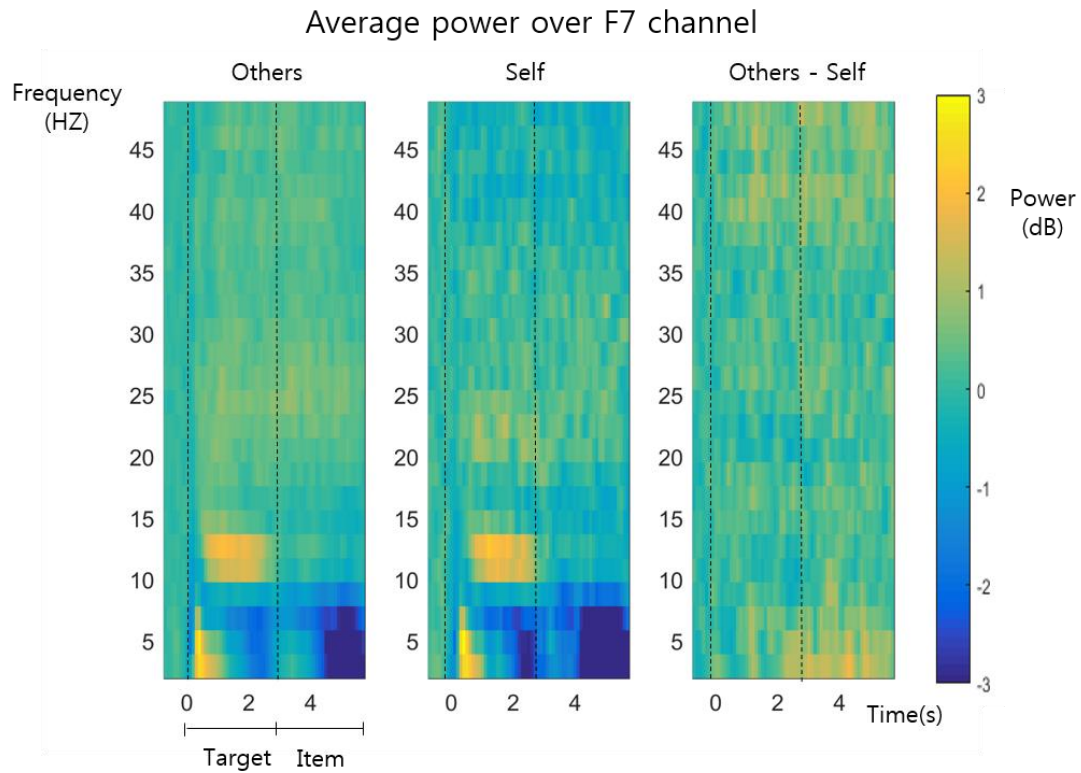 Average power over F7 channel
Others
Self
Others - Self
Frequency
(HZ)
45
40
35
30
25
20
15
10
5
0 2 4
45
40
35
30
25
20
15
10
5
0 2 4
45
40
35
30
25
20
15
10
5
0 2 4
3
2
1
0
-1
-2
-3
Power
(dB)
Time(s)
Target Item